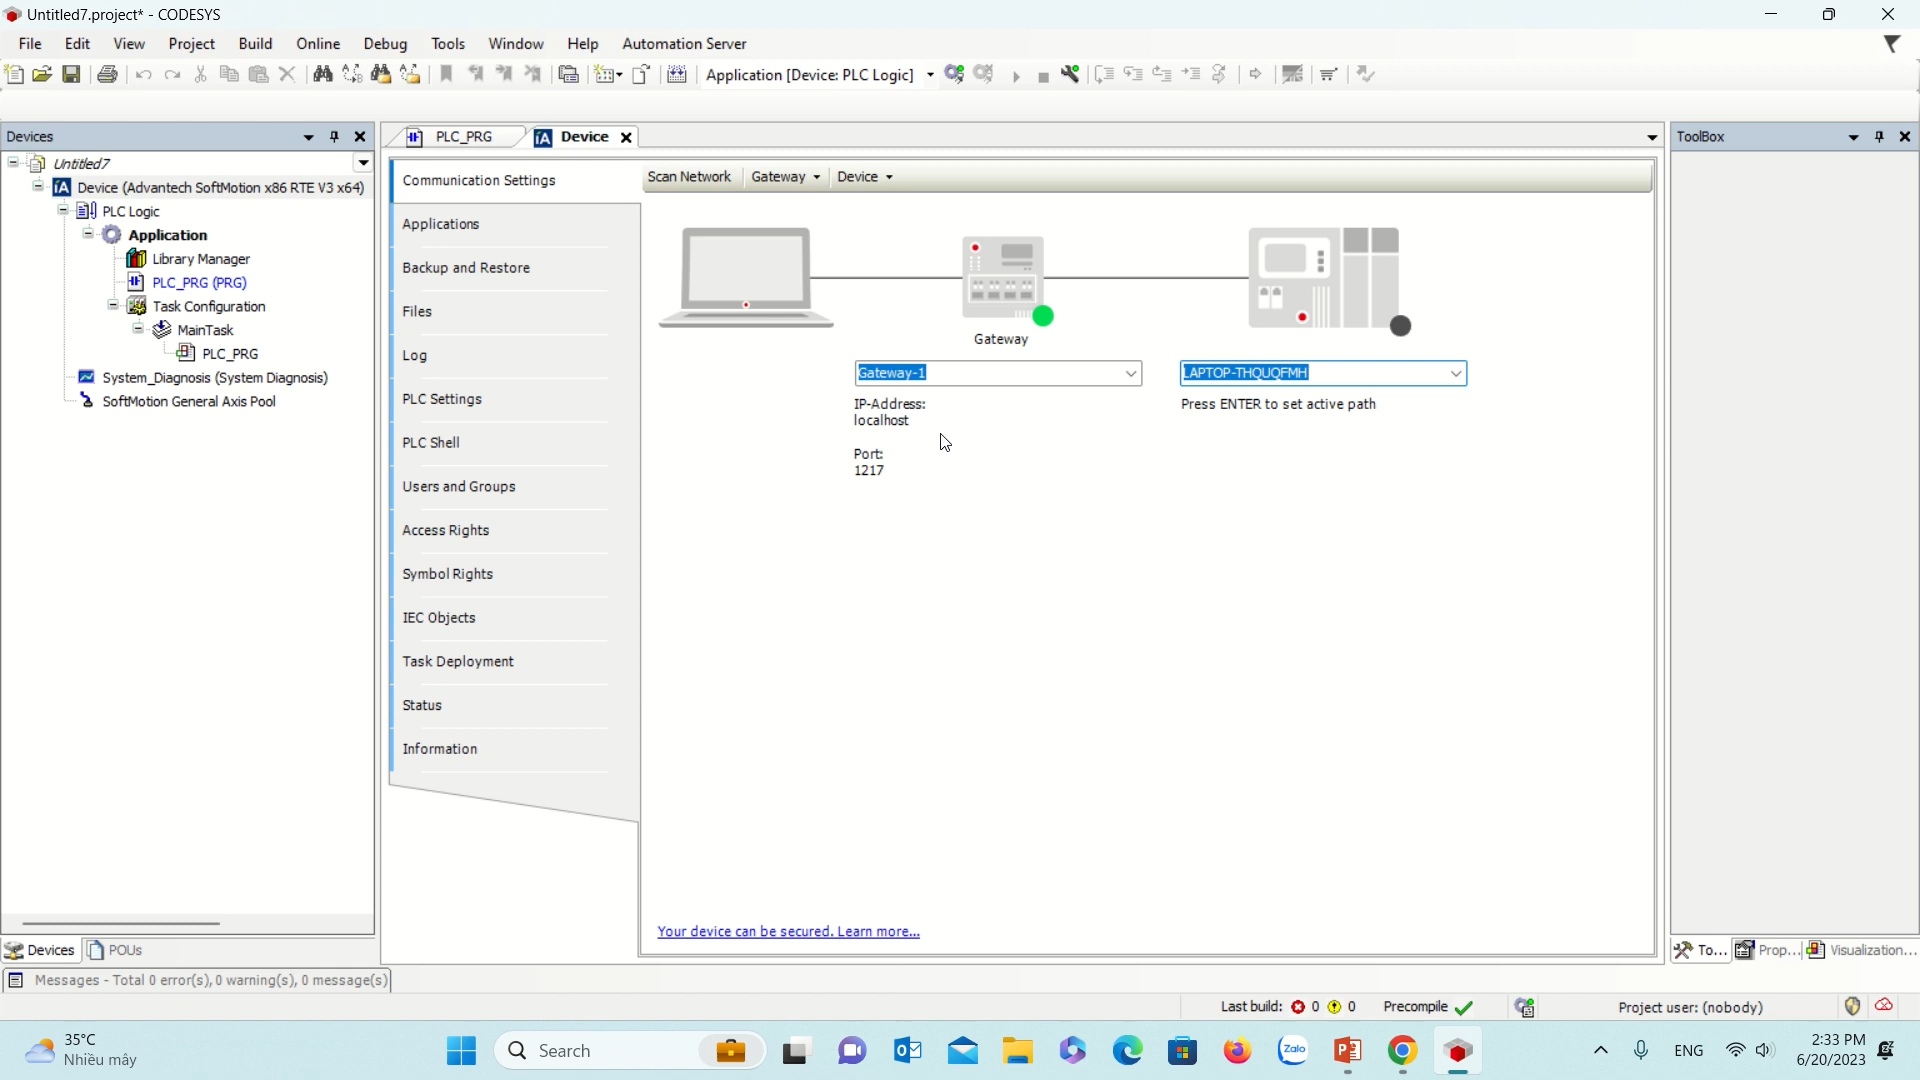 Untitled7.project* - CODESYS
File Edit View Project Build Online Debug Tools Window Help Automation Server
Application [Device: PLC Logic]
Devices
Untitled7
Device (Advantech SoftMotion x86 RTE V3 x64)
PLC Logic
Application
Library Manager
PLC_PRG (PRG)
Task Configuration
MainTask
PLC_PRG
System_Diagnosis (System Diagnosis)
SoftMotion General Axis Pool
Devices POUs
PLC_PRG Device
Communication Settings
Applications
Backup and Restore
Files
Log
PLC Settings
PLC Shell
Users and Groups
Access Rights
Symbol Rights
IEC Objects
Task Deployment
Status
Information
Scan Network Gateway Device
Gateway
Gateway-1
IP-Address:
localhost
Port:
1217
LAPTOP-THQUQFMH
Press ENTER to set active path
Your device can be secured. Learn more...
ToolBox
To... Prop... Visualization...
Messages - Total 0 error(s), 0 warning(s), 0 message(s)
Last build: 0 0 Precompile Project user: (nobody)
35°C
Nhiều mây
Search
Zalo
ENG
2:33 PM
6/20/2023